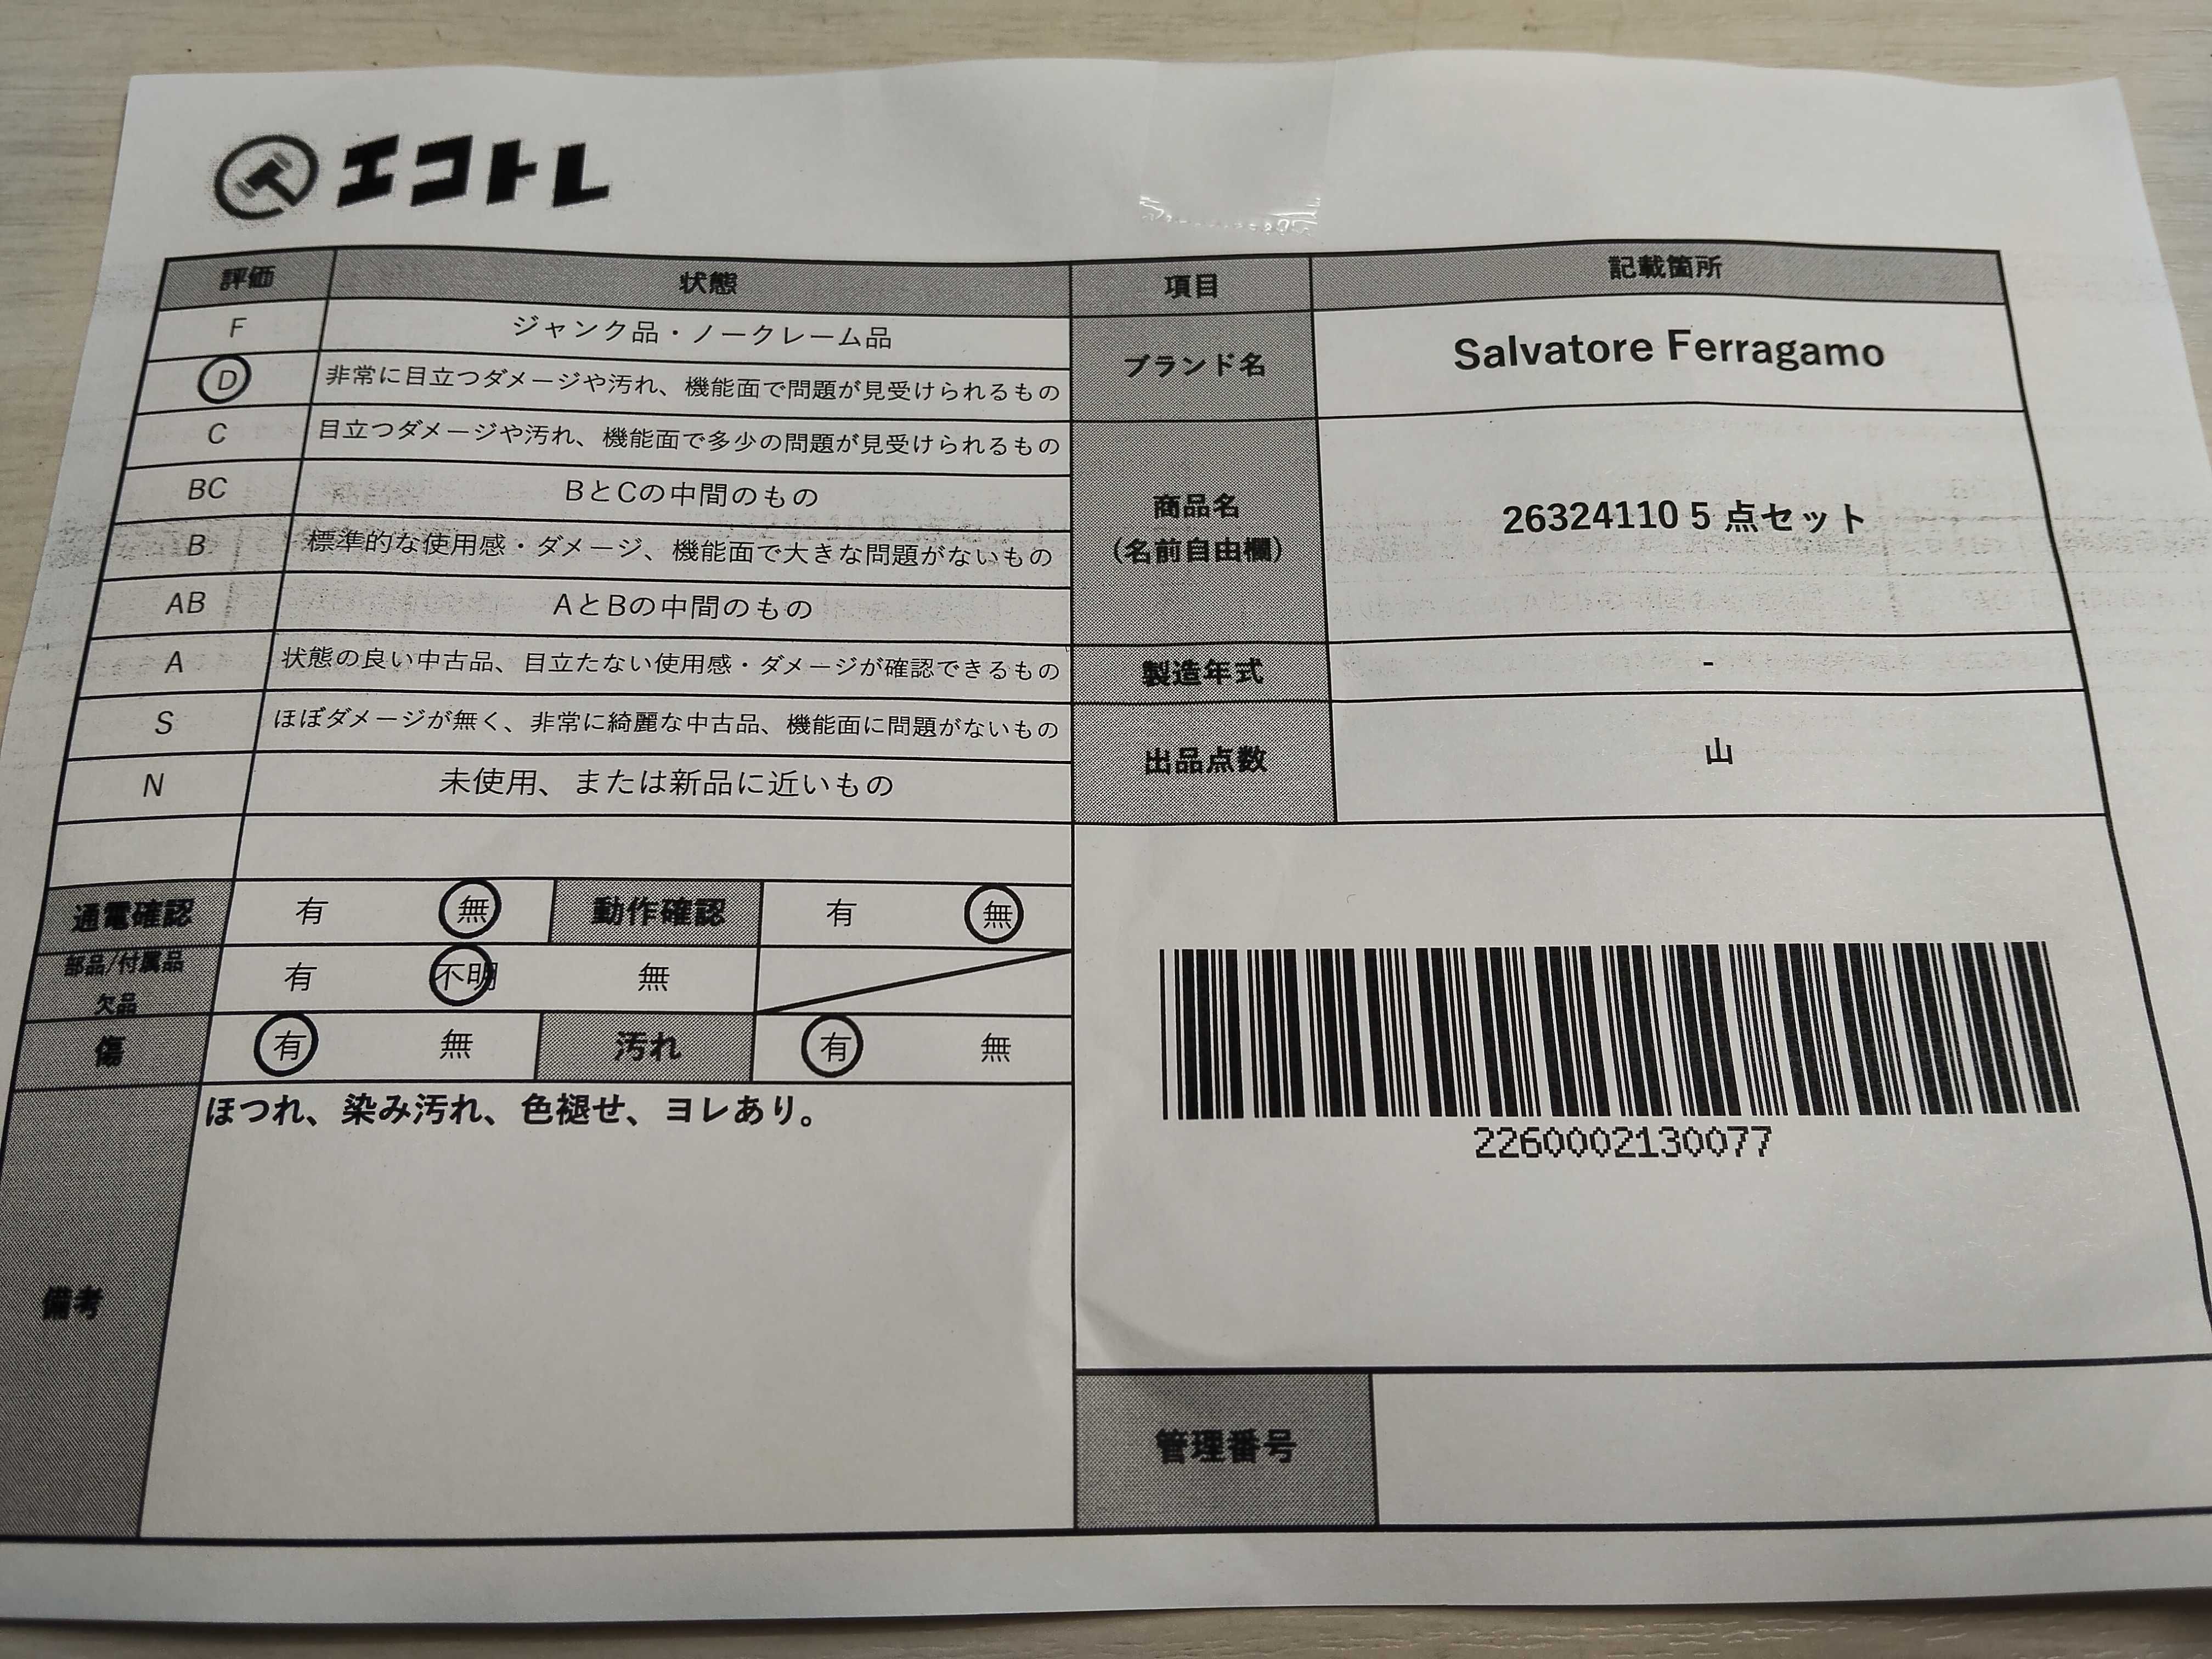 エコトレ
評価 状態
F ジャンク品・ノークレーム品
D 非常に目立つダメージや汚れ、機能面で問題が見受けられるもの
C 目立つダメージや汚れ、機能面で多少の問題が見受けられるもの
BC BとCの中間のもの
B 標準的な使用感・ダメージ、機能面で大きな問題がないもの
AB AとBの中間のもの
A 状態の良い中古品、目立たない使用感・ダメージが確認できるもの
S ほぼダメージが無く、非常に綺麗な中古品、機能面に問題がないもの
N 未使用、または新品に近いもの
通電確認 有 無 動作確認 有 無
部品/付属品
欠品 有 不明 無
傷 有 無 汚れ 有 無
備考 ほつれ、染み汚れ、色褪せ、ヨレあり。
項目 記載箇所
ブランド名 Salvatore Ferragamo
商品名
(名前自由欄) 26324110 5 点セット
製造年式 -
出品点数 山
2260002130077
管理番号